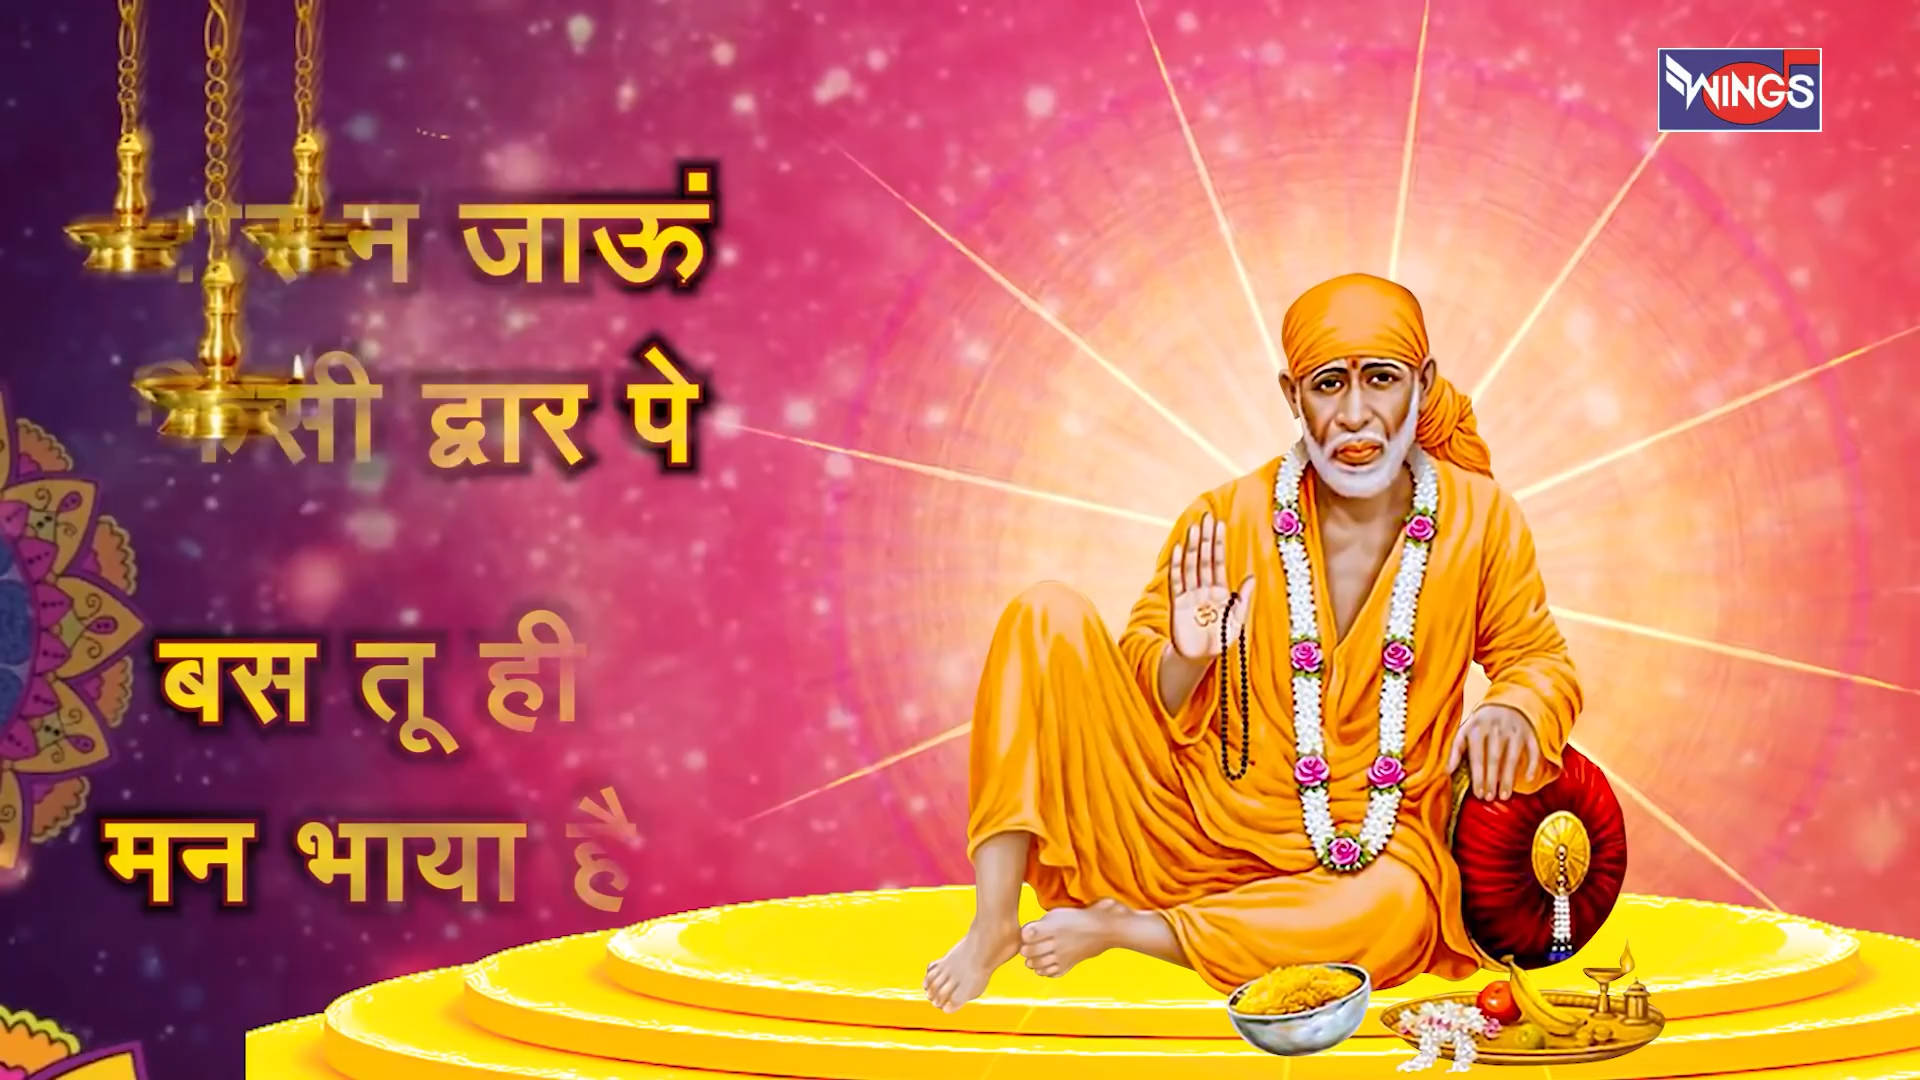 न जाऊं
किसी द्वार पे
बस तू ही
मन भाया है
WINGS
ॐ